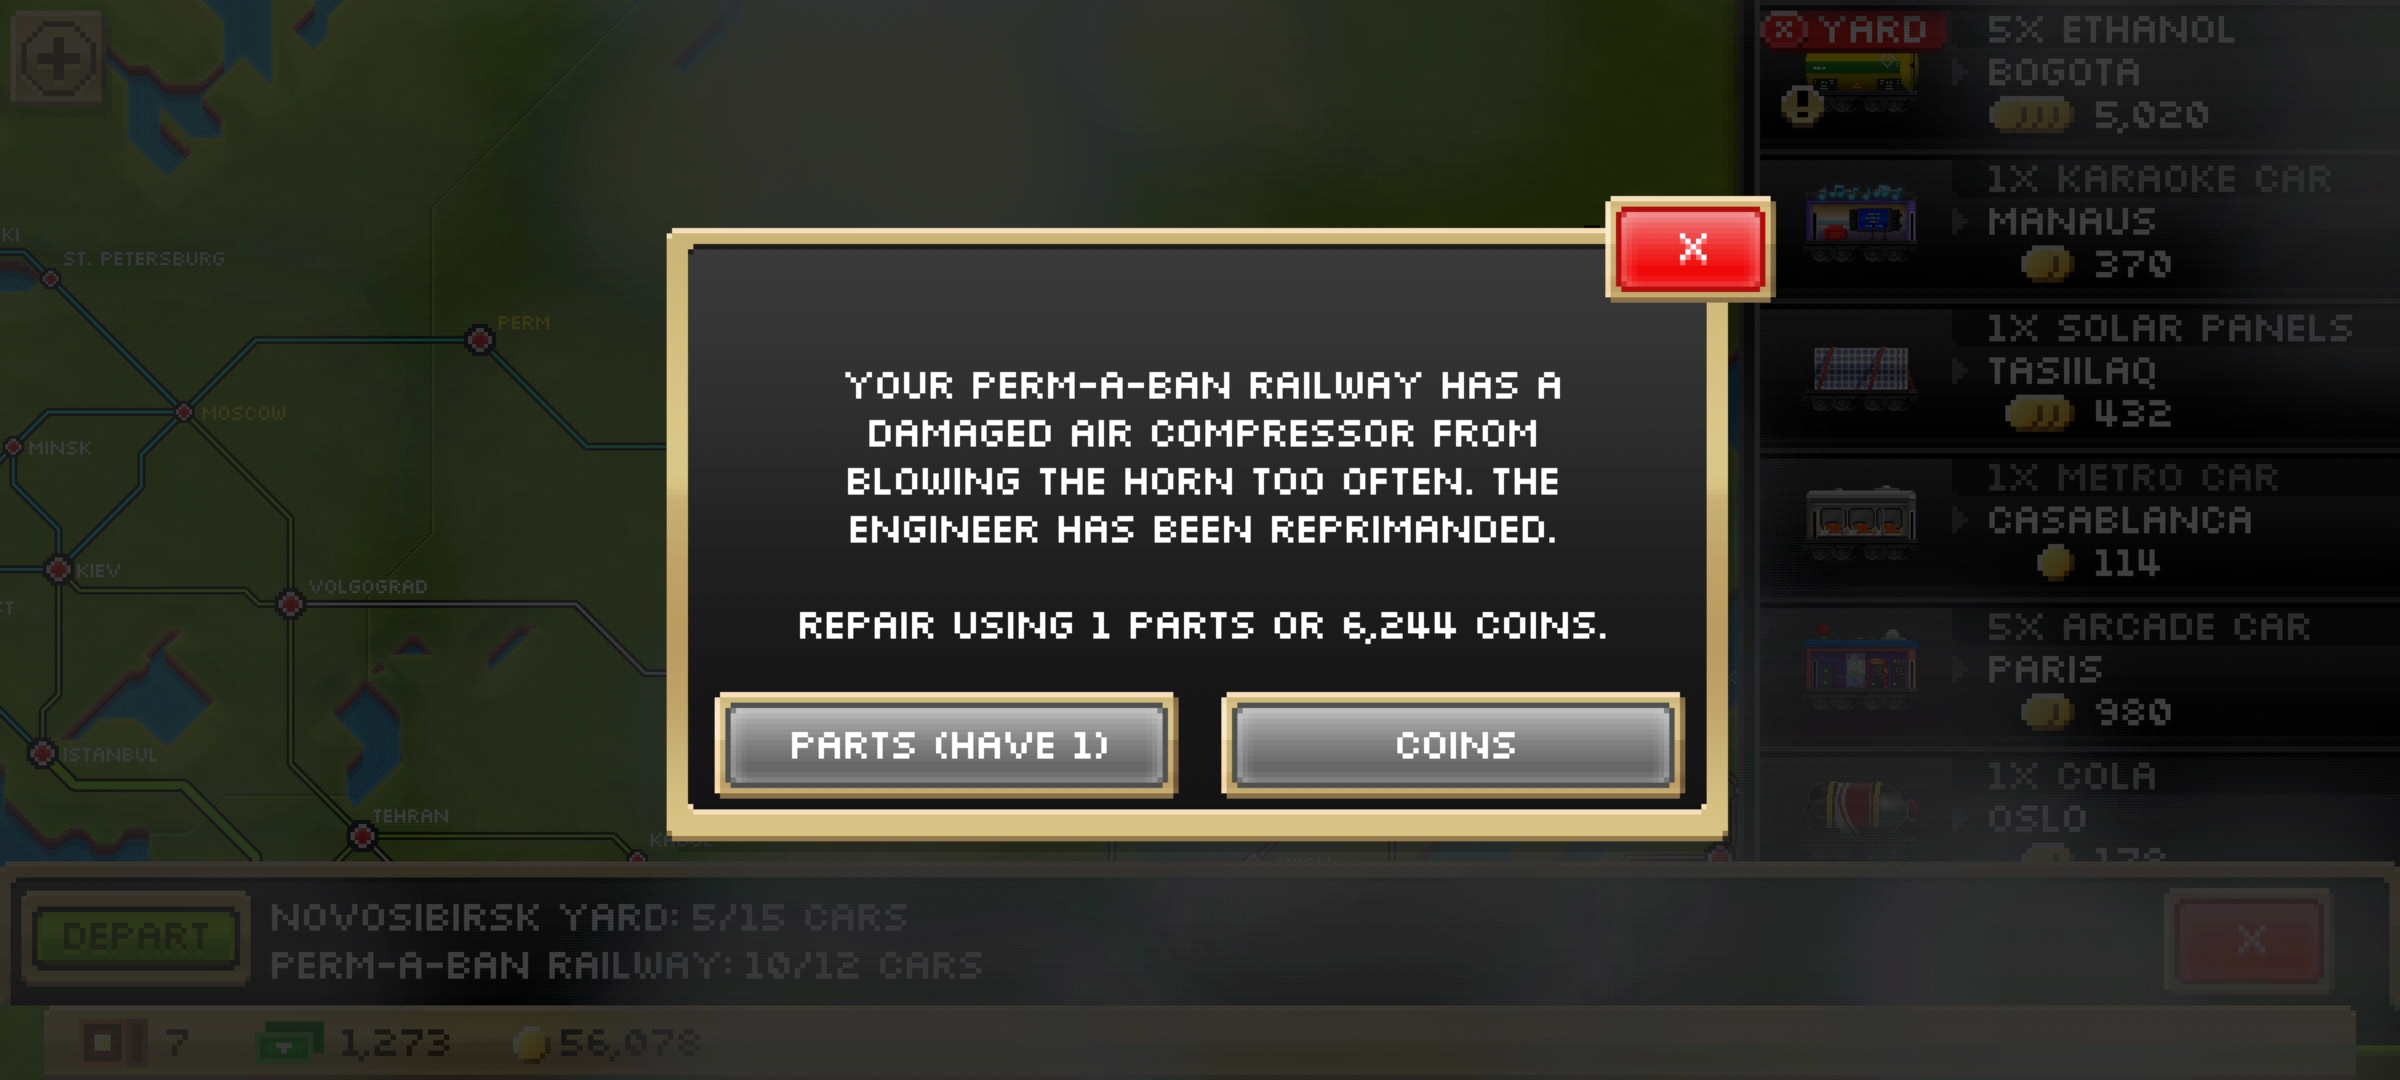 YARD
5X ETHANOL
BOGOTA
5,020
1X KARAOKE CAR
MANAUS
370
1X SOLAR PANELS
TASIILAQ
432
1X METRO CAR
CASABLANCA
114
5X ARCADE CAR
PARIS
980
1X COLA
OSLO
KI
ST. PETERSBURG
PERM
MOSCOW
MINSK
KIEV
VOLGOGRAD
FT
ISTANBUL
TEHRAN
X
YOUR PERM-A-BAN RAILWAY HAS A
DAMAGED AIR COMPRESSOR FROM
BLOWING THE HORN TOO OFTEN. THE
ENGINEER HAS BEEN REPRIMANDED.
REPAIR USING 1 PARTS OR 6,244 COINS.
PARTS (HAVE 1)
COINS
DEPART
NOVOSIBIRSK YARD: 5/15 CARS
PERM-A-BAN RAILWAY: 10/12 CARS
X
7
1,273
56,078